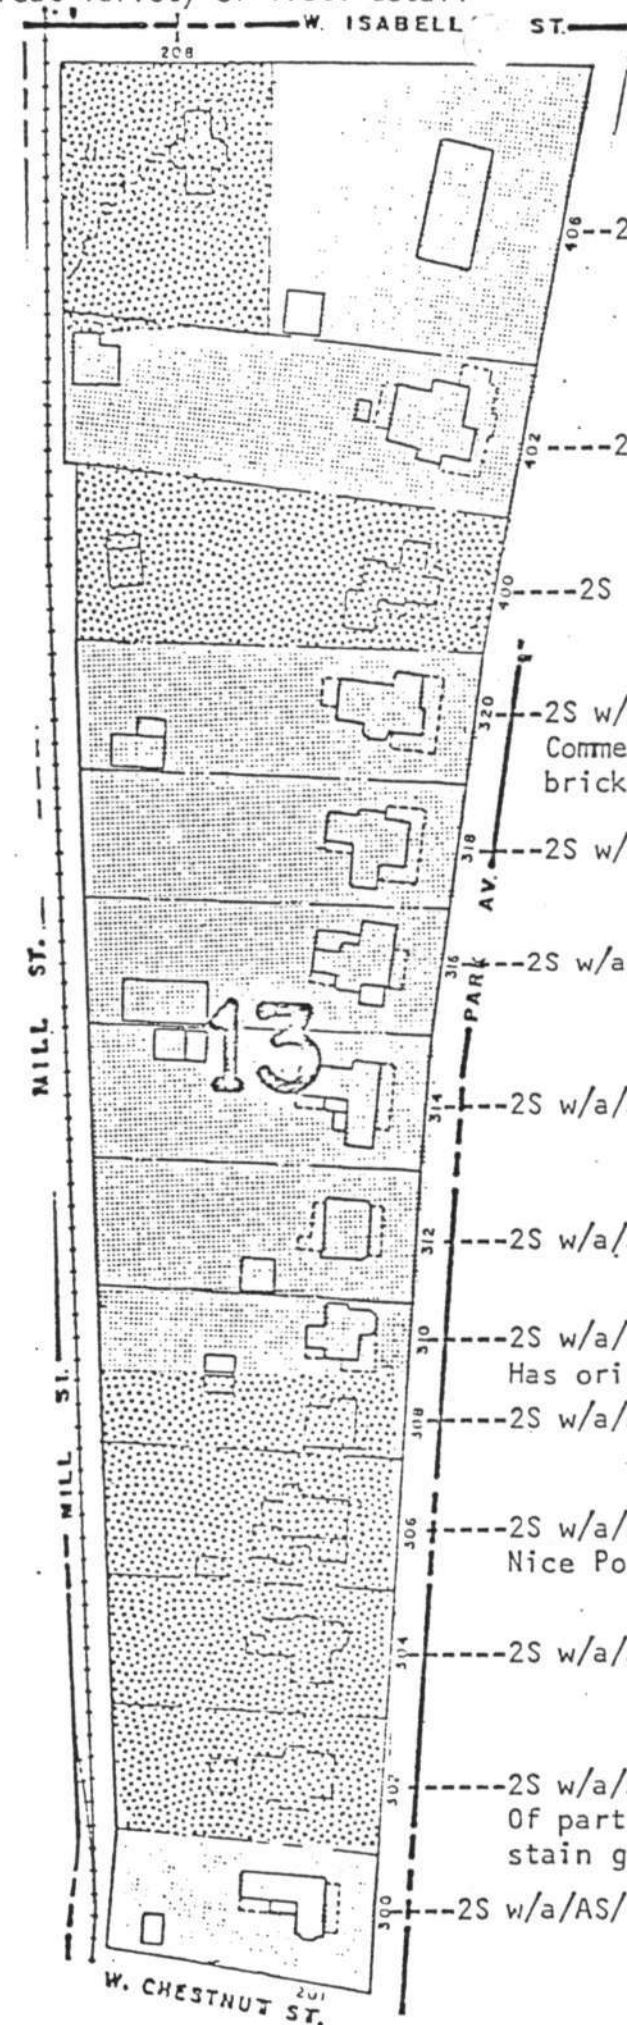 W. ISABELL ST.
208
406--2
402----2
400----2S
320--2S w/
Comme
brick
318--2S w/
PARK AV.
316---2S w/a
MILL ST.
13
314----2S w/a/
312----2S w/a/
310----2S w/a/
Has ori
308----2S w/a/
MILL ST.
306----2S w/a/
Nice Po
304----2S w/a/
302----2S w/a/
Of part
stain g
300----2S w/a/AS/
201
W. CHESTNUT ST.